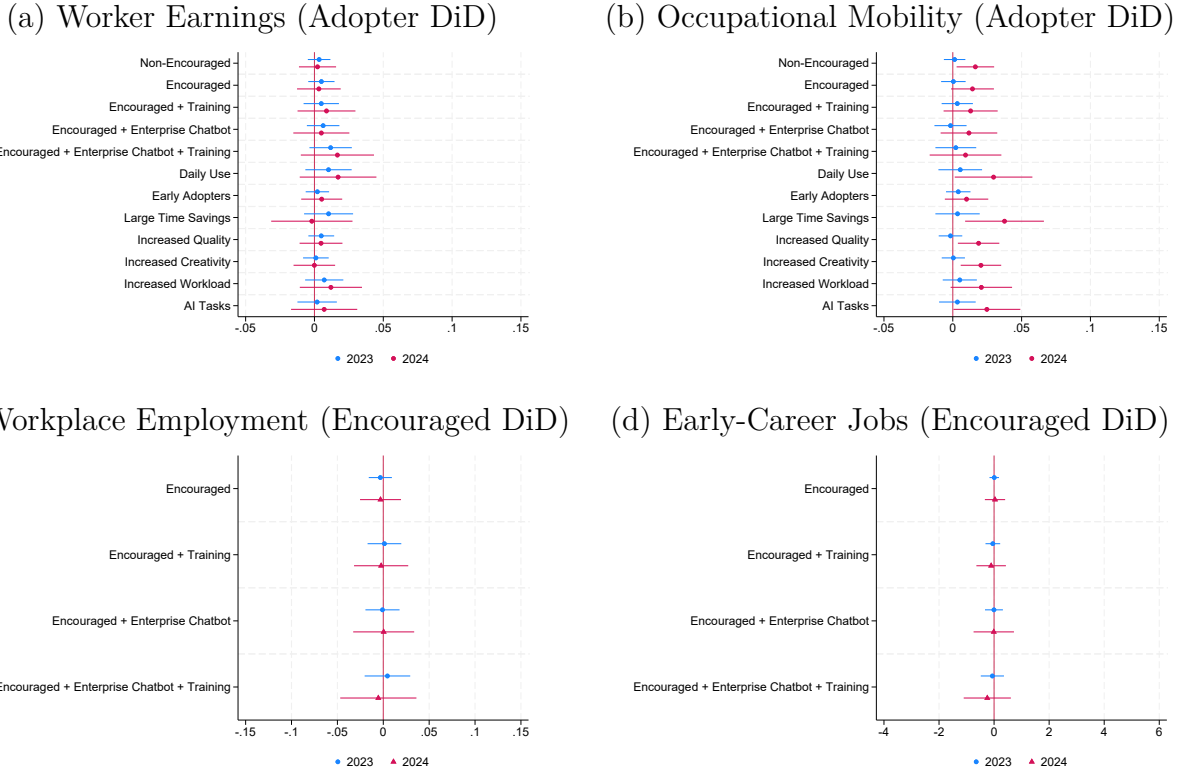 (a) Worker Earnings (Adopter DiD)
Non-Encouraged
Encouraged
Encouraged + Training
Encouraged + Enterprise Chatbot
Encouraged + Enterprise Chatbot + Training
Daily Use
Early Adopters
Large Time Savings
Increased Quality
Increased Creativity
Increased Workload
AI Tasks
-.05 0 .05 .1 .15
2023 2024
(b) Occupational Mobility (Adopter DiD)
Non-Encouraged
Encouraged
Encouraged + Training
Encouraged + Enterprise Chatbot
Encouraged + Enterprise Chatbot + Training
Daily Use
Early Adopters
Large Time Savings
Increased Quality
Increased Creativity
Increased Workload
AI Tasks
-.05 0 .05 .1 .15
2023 2024
Workplace Employment (Encouraged DiD)
Encouraged
Encouraged + Training
Encouraged + Enterprise Chatbot
Encouraged + Enterprise Chatbot + Training
-.15 -.1 -.05 0 .05 .1 .15
2023 2024
(d) Early-Career Jobs (Encouraged DiD)
Encouraged
Encouraged + Training
Encouraged + Enterprise Chatbot
Encouraged + Enterprise Chatbot + Training
-4 -2 0 2 4 6
2023 2024